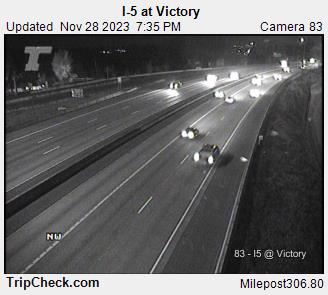 I-5 at Victory
Updated Nov 28 2023 7:35 PM Camera 83
T
NW
83 - I5 @ Victory
TripCheck.com Milepost306.80